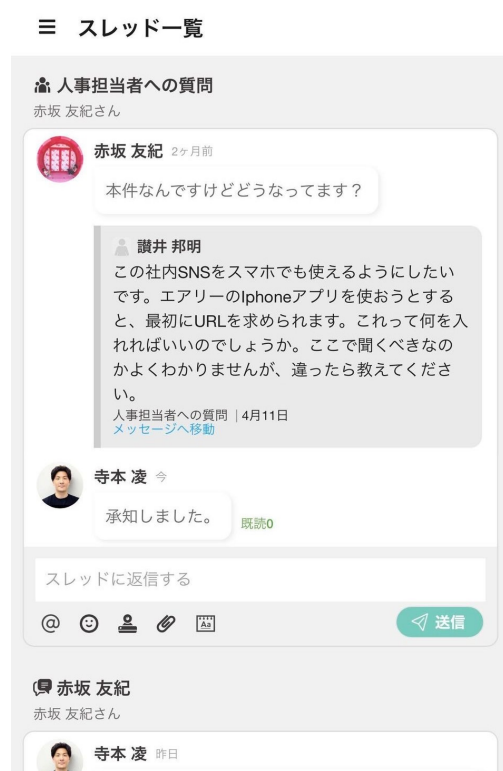 スレッド一覧
人事担当者への質問
赤坂 友紀さん
赤坂 友紀 2ヶ月前
本件なんですけどどうなってます？
讃井 邦明
この社内SNSをスマホでも使えるようにしたい
です。エアリーのIphoneアプリを使おうとする
と、最初にURLを求められます。これって何を入
れればいいのでしょうか。ここで聞くべきなの
かよくわかりませんが、違ったら教えてくださ
い。
人事担当者への質問 | 4月11日
メッセージへ移動
寺本 凌 今
承知しました。 既読0
スレッドに返信する
@ Aa 送信
赤坂 友紀
赤坂 友紀さん
寺本 凌 昨日